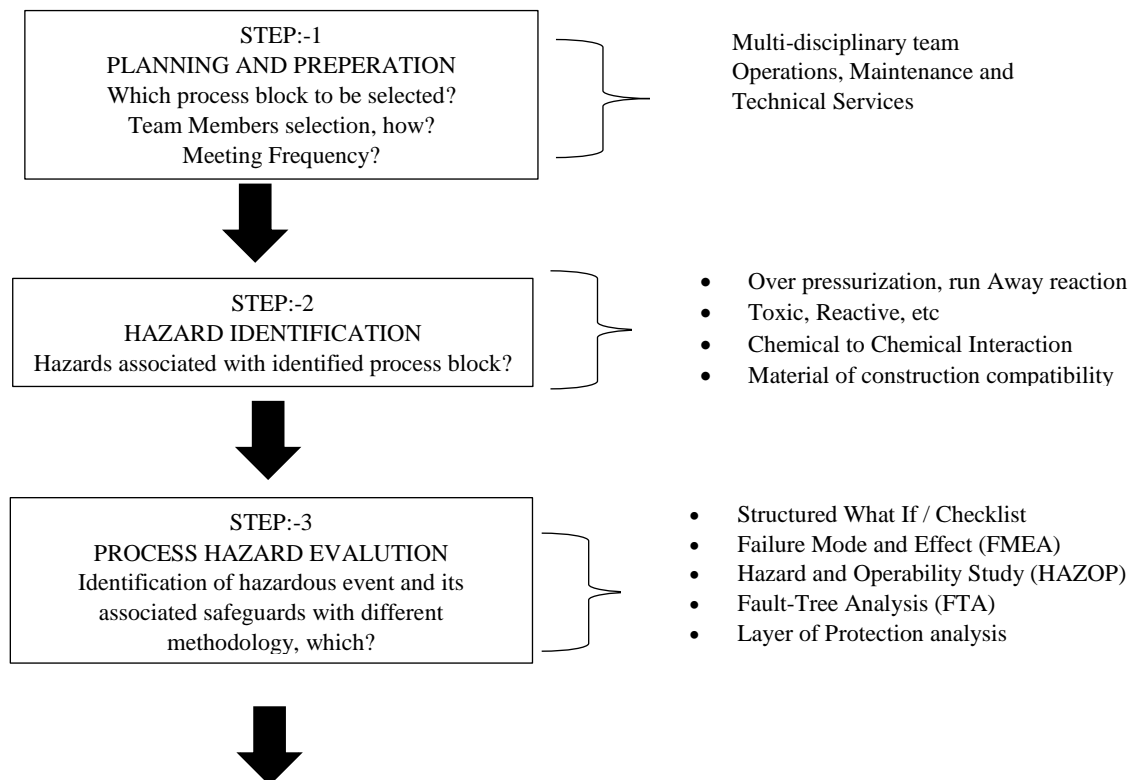 STEP:-1
PLANNING AND PREPERATION
Which process block to be selected?
Team Members selection, how?
Meeting Frequency?
Multi-disciplinary team
Operations, Maintenance and
Technical Services
STEP:-2
HAZARD IDENTIFICATION
Hazards associated with identified process block?
• Over pressurization, run Away reaction
• Toxic, Reactive, etc
• Chemical to Chemical Interaction
• Material of construction compatibility
STEP:-3
PROCESS HAZARD EVALUTION
Identification of hazardous event and its
associated safeguards with different
methodology, which?
• Structured What If / Checklist
• Failure Mode and Effect (FMEA)
• Hazard and Operability Study (HAZOP)
• Fault-Tree Analysis (FTA)
• Layer of Protection analysis